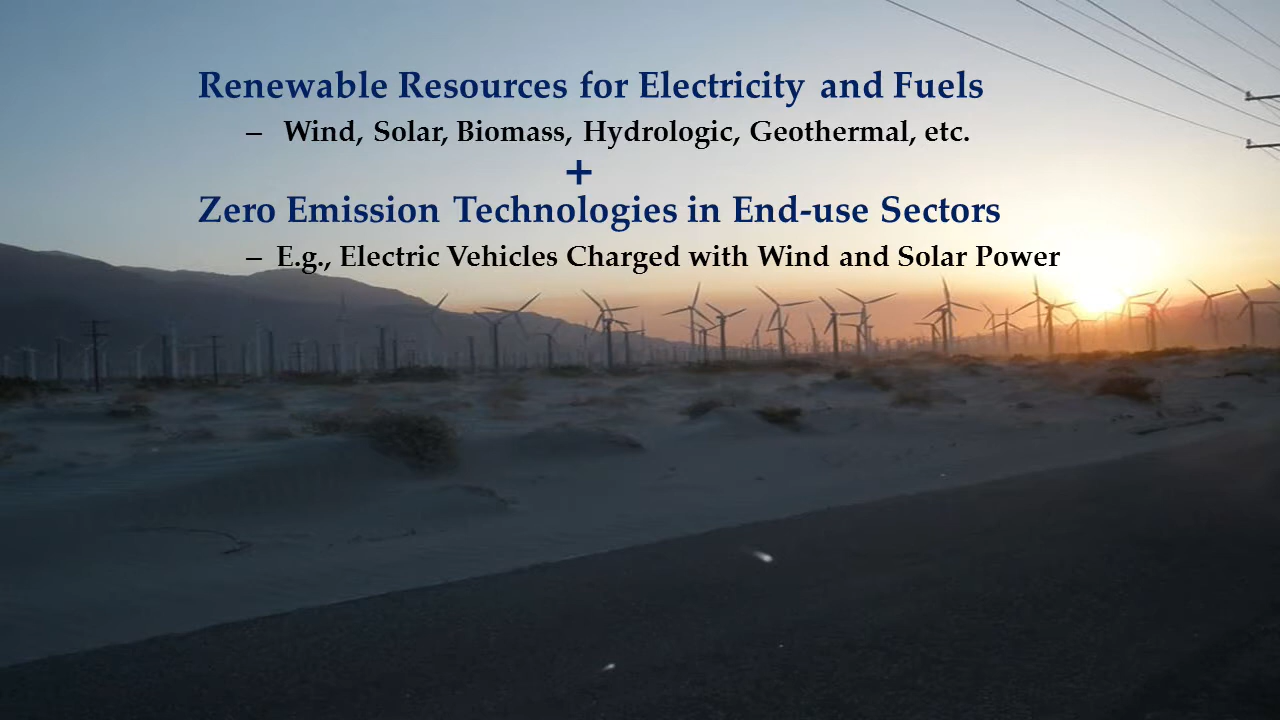 Renewable Resources for Electricity and Fuels
– Wind, Solar, Biomass, Hydrologic, Geothermal, etc.
+
Zero Emission Technologies in End-use Sectors
– E.g., Electric Vehicles Charged with Wind and Solar Power